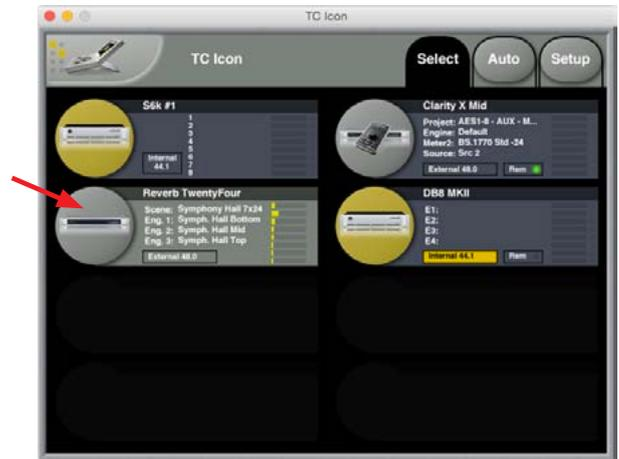 TC Icon
TC Icon
Select
Auto
Setup
S6k #1
1
2
3
4
5
6
7
8
Internal
44.1
Clarity X Mid
Project: AES1-8 - AUX - M...
Engine: Default
Meter2: BS.1770 Std -24
Source: Src 2
External 48.0
Rem
Reverb TwentyFour
Scene: Symphony Hall 7x24
Eng. 1: Symph. Hall Bottom
Eng. 2: Symph. Hall Mid
Eng. 3: Symph. Hall Top
External 48.0
DB8 MKII
E1:
E2:
E3:
E4:
Internal 44.1
Rem